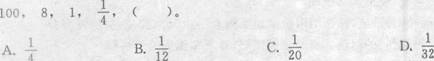 100, 8, 1, 1/4, ( )。
A. 1/4 B. 1/12 C. 1/20 D. 1/32